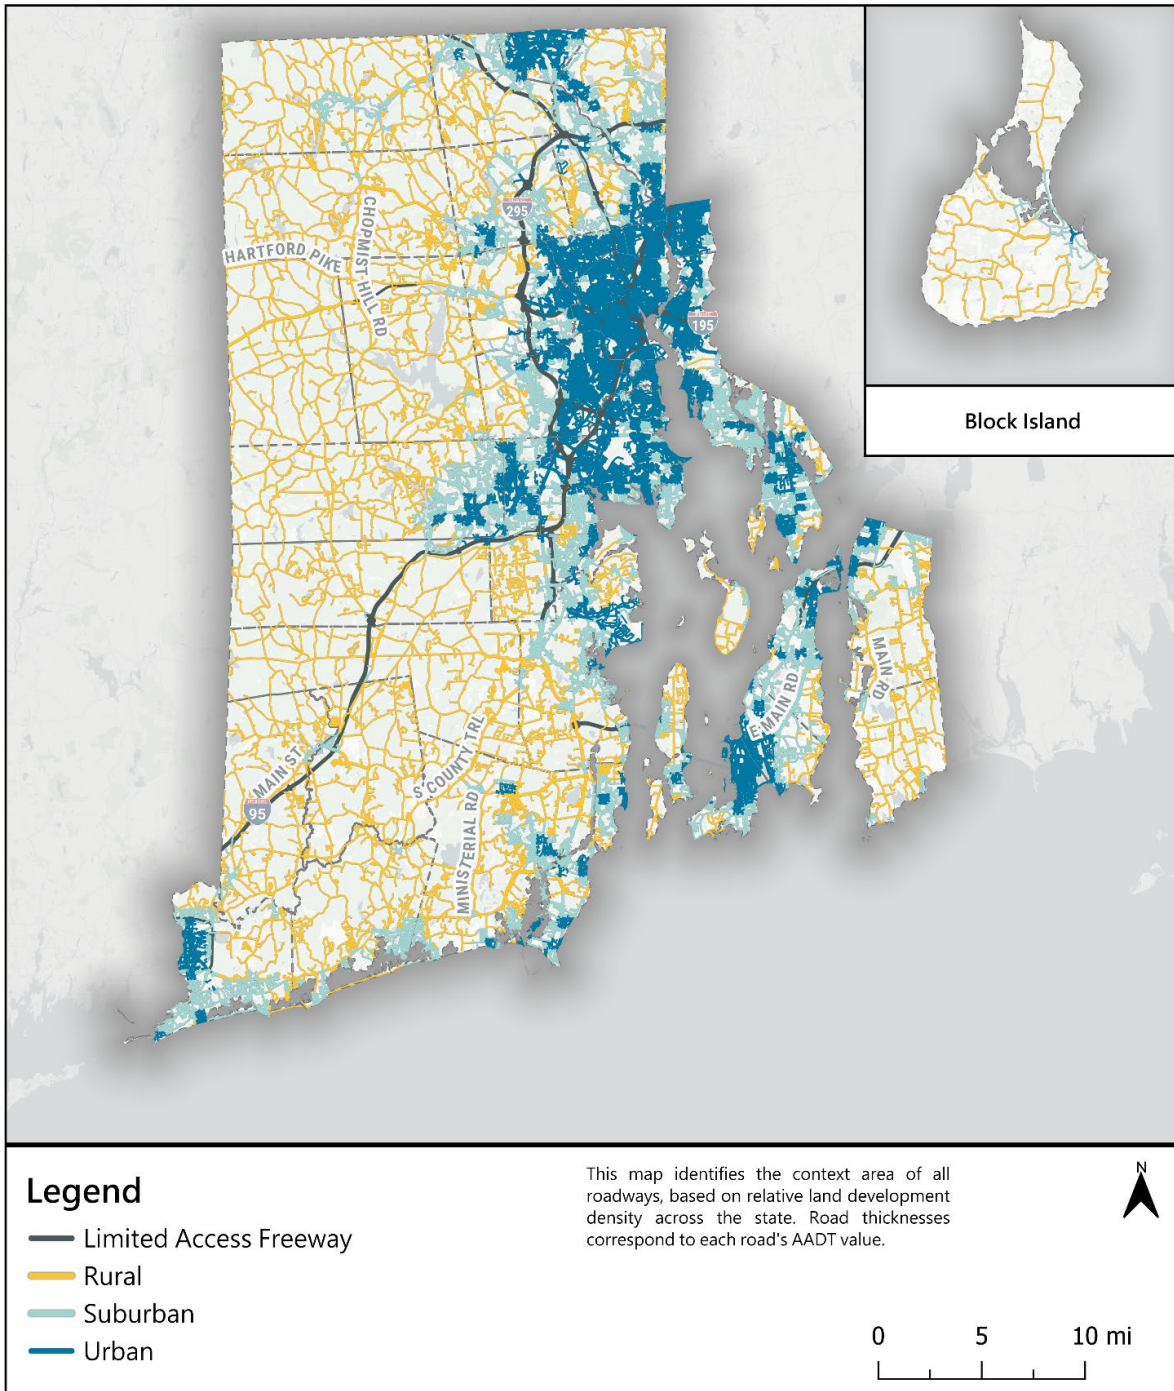 295
CHOPMIST HILL RD
HARTFORD PIKE
195
MAIN RD
E MAIN RD
S COUNTY TRL
MAIN ST
MINISTERIAL RD
95
Block Island
Legend
Limited Access Freeway
Rural
Suburban
Urban
This map identifies the context area of all
roadways, based on relative land development
density across the state. Road thicknesses
correspond to each road's AADT value.
N
0 5 10 mi